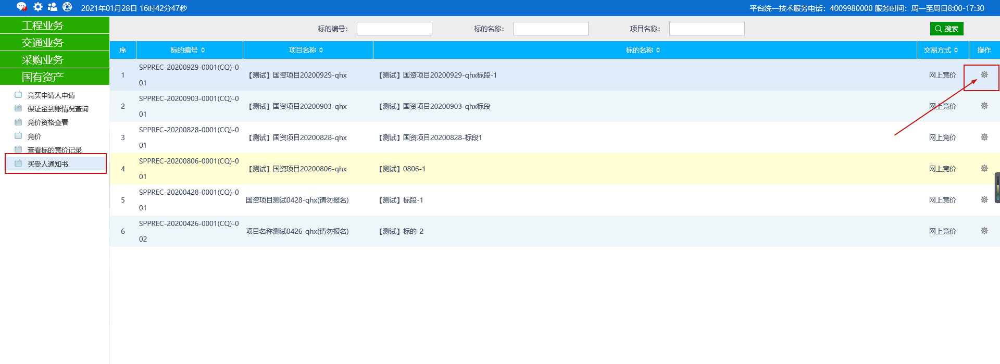 2021年01月28日 16时42分47秒
平台统一技术服务电话：4009980000 服务时间：周一至周日8:00-17:30
工程业务
交通业务
采购业务
国有资产
竞买申请人申请
保证金到账情况查询
竞价资格查看
竞价
查看标的竞价记录
买受人通知书
标的编号： 标的名称： 项目名称： 搜索
序 标的编号 项目名称 标的名称 交易方式 操作
1 SPPREC-20200929-0001(CQ)-0 【测试】国资项目20200929-qhx 【测试】国资项目20200929-qhx标段-1 网上竞价
01
2 SPPREC-20200903-0001(CQ)-0 【测试】国资项目20200903-qhx 【测试】国资项目20200903-qhx标段 网上竞价
01
3 SPPREC-20200828-0001(CQ)-0 【测试】国资项目20200828-qhx 【测试】国资项目20200828-标段1 网上竞价
01
4 SPPREC-20200806-0001(CQ)-0 【测试】国资项目20200806-qhx 【测试】0806-1 网上竞价
01
5 SPPREC-20200428-0001(CQ)-0 国资项目测试0428-qhx(请勿报名) 【测试】标段-1 网上竞价
01
6 SPPREC-20200426-0001(CQ)-0 项目名称测试0426-qhx(请勿报名) 【测试】标的-2 网上竞价
02